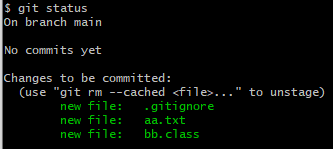 $ git status
On branch main
No commits yet
Changes to be committed:
(use "git rm --cached <file>..." to unstage)
new file: .gitignore
new file: aa.txt
new file: bb.class